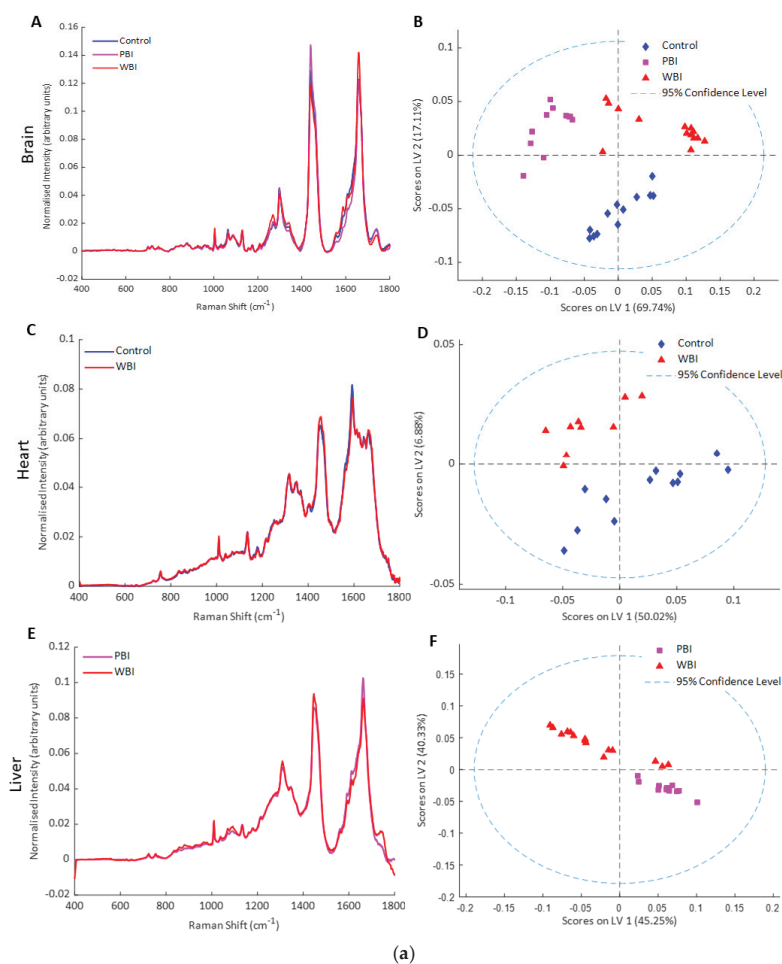 A
Control
PBI
WBI
Brain
Normalised Intensity (arbitrary units)
0.16
0.14
0.12
0.1
0.08
0.06
0.04
0.02
0
-0.02
400 600 800 1000 1200 1400 1600 1800
Raman Shift (cm-1)
B
Control
PBI
WBI
95% Confidence Level
Scores on LV 2 (17.11%)
0.1
0.05
0
-0.05
-0.1
-0.2 -0.15 -0.1 -0.05 0 0.05 0.1 0.15 0.2
Scores on LV 1 (69.74%)
C
Control
WBI
Heart
Normalised Intensity (arbitrary units)
0.1
0.08
0.06
0.04
0.02
0
400 600 800 1000 1200 1400 1600 1800
Raman Shift (cm-1)
D
Control
WBI
95% Confidence Level
Scores on LV 2 (6.88%)
0.05
0
-0.05
-0.1 -0.05 0 0.05 0.1
Scores on LV 1 (50.02%)
E
PBI
WBI
Liver
Normalised Intensity (arbitrary units)
0.12
0.1
0.08
0.06
0.04
0.02
0
-0.02
400 600 800 1000 1200 1400 1600 1800
Raman Shift (cm-1)
F
PBI
WBI
95% Confidence Level
Scores on LV 2 (40.33%)
0.15
0.1
0.05
0
-0.05
-0.1
-0.15
-0.2 -0.15 -0.1 -0.05 0 0.05 0.1 0.15 0.2
Scores on LV 1 (45.25%)
(a)